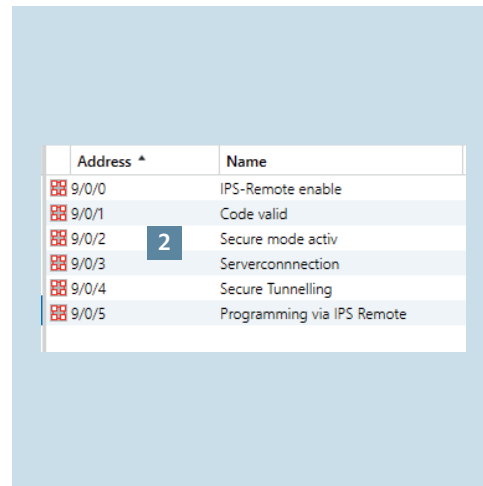 Address Name
9/0/0 IPS-Remote enable
9/0/1 Code valid
9/0/2 2 Secure mode activ
9/0/3 Serverconnnection
9/0/4 Secure Tunnelling
9/0/5 Programming via IPS Remote